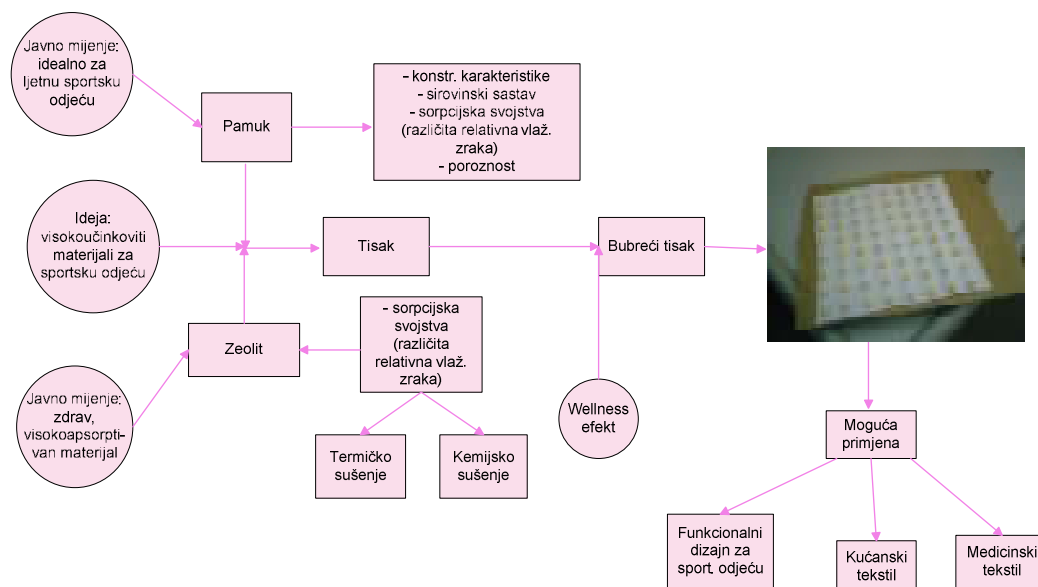 Javno mijenje:
idealno za
ljetnu sportsku
odjeću
Pamuk
- konstr. karakteristike
- sirovinski sastav
- sorpcijska svojstva
(različita relativna vlaž.
zraka)
- poroznost
Ideja:
visokoučinkoviti
materijali za
sportsku odjeću
Tisak
Bubreći tisak
Zeolit
- sorpcijska
svojstva
(različita
relativna vlaž.
zraka)
Javno mijenje:
zdrav,
visokoapsorpti-
van materijal
Termičko
sušenje
Kemijsko
sušenje
Wellness
efekt
Moguća
primjena
Funkcionalni
dizajn za
sport. odjeću
Kućanski
tekstil
Medicinski
tekstil